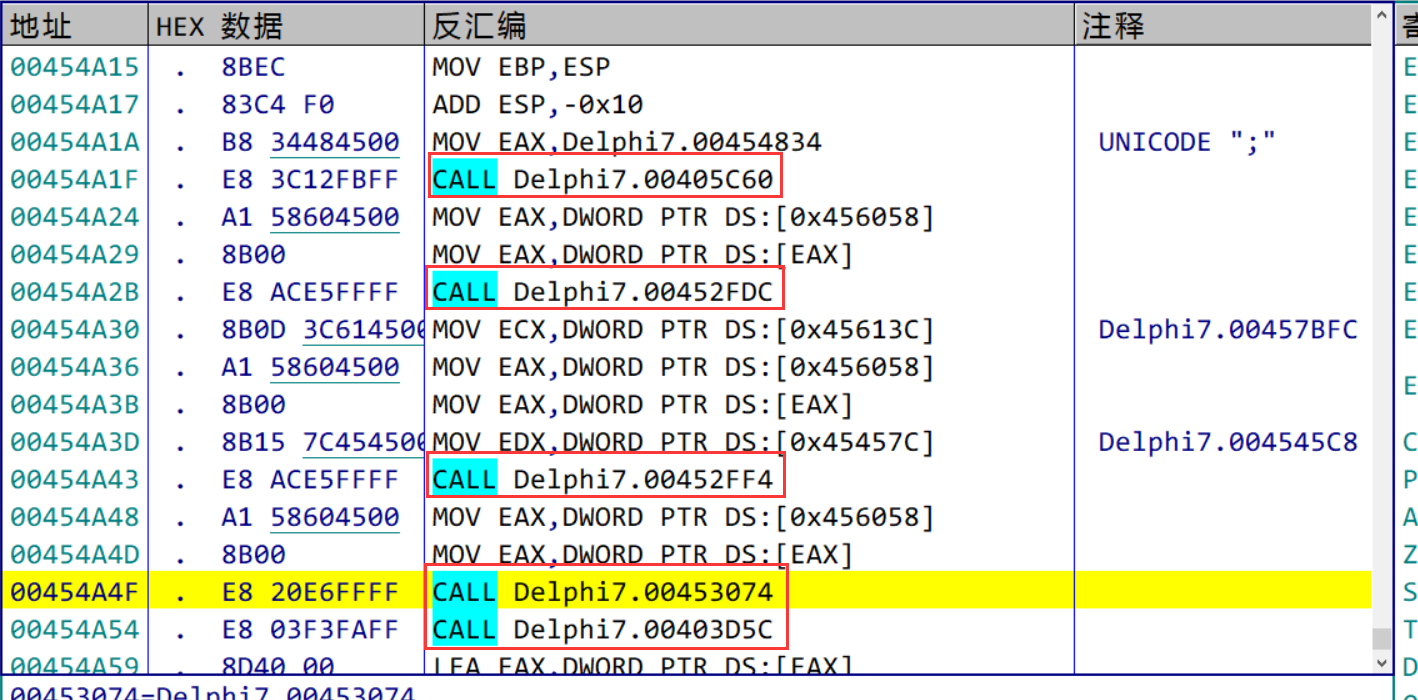 地址 HEX 数据 反汇编 注释
00454A15 . 8BEC MOV EBP,ESP
00454A17 . 83C4 F0 ADD ESP,-0x10
00454A1A . B8 34484500 MOV EAX,Delphi7.00454834 UNICODE ";"
00454A1F . E8 3C12FBFF CALL Delphi7.00405C60
00454A24 . A1 58604500 MOV EAX,DWORD PTR DS:[0x456058]
00454A29 . 8B00 MOV EAX,DWORD PTR DS:[EAX]
00454A2B . E8 ACE5FFFF CALL Delphi7.00452FDC
00454A30 . 8B0D 3C614500 MOV ECX,DWORD PTR DS:[0x45613C] Delphi7.00457BFC E
00454A36 . A1 58604500 MOV EAX,DWORD PTR DS:[0x456058] E
00454A3B . 8B00 MOV EAX,DWORD PTR DS:[EAX]
00454A3D . 8B15 7C454500 MOV EDX,DWORD PTR DS:[0x45457C] Delphi7.004545C8 C
00454A43 . E8 ACE5FFFF CALL Delphi7.00452FF4 P
00454A48 . A1 58604500 MOV EAX,DWORD PTR DS:[0x456058] A
00454A4D . 8B00 MOV EAX,DWORD PTR DS:[EAX] Z
00454A4F . E8 20E6FFFF CALL Delphi7.00453074 S
00454A54 . E8 03F3FAFF CALL Delphi7.00403D5C T
00454A59 . 8D40 00 LEA EAX,DWORD PTR DS:[EAX] D
00453074=Delphi7.00453074